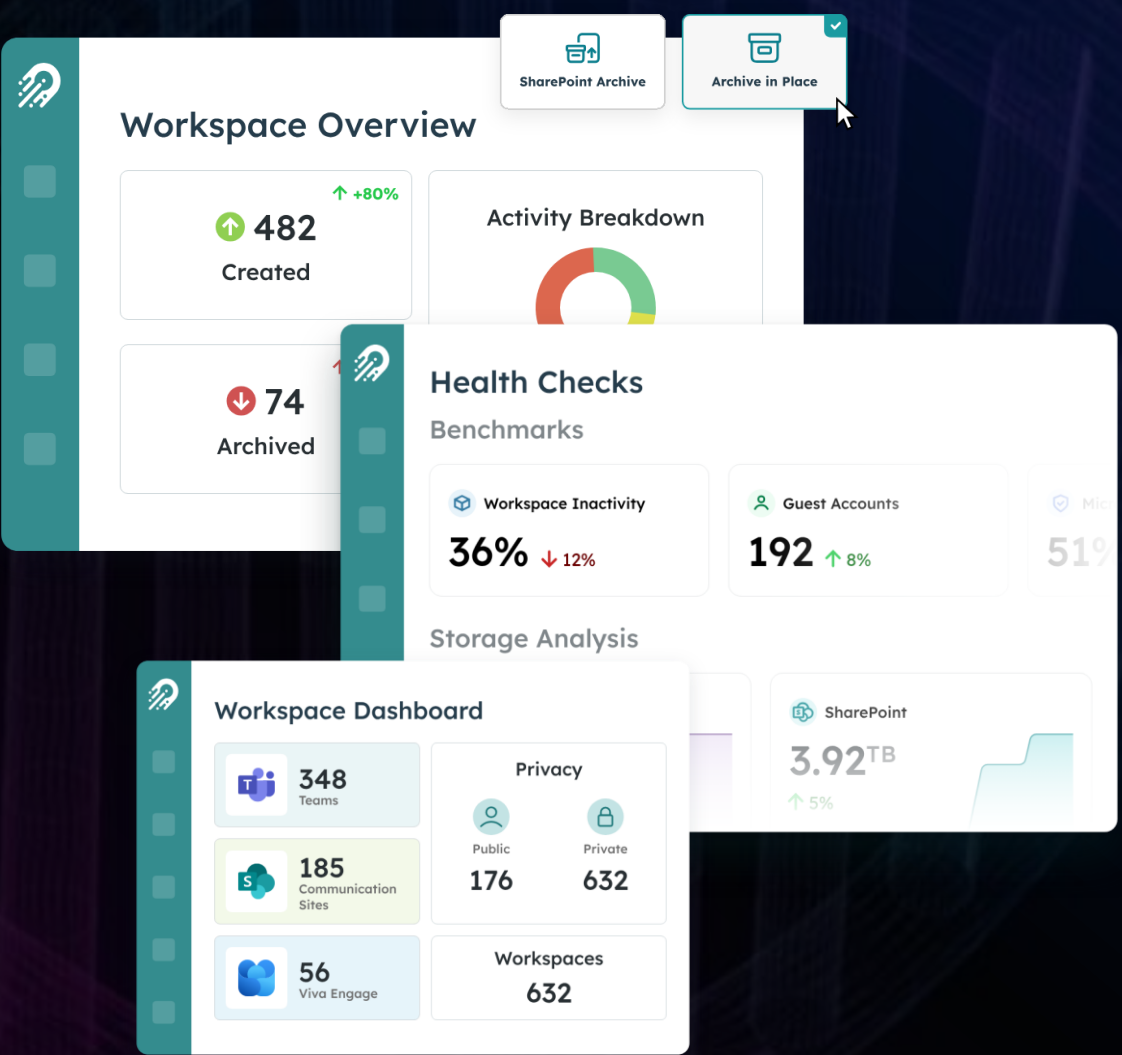 SharePoint Archive
Archive in Place
Workspace Overview
+80%
482
Created
Activity Breakdown
74
Archived
Health Checks
Benchmarks
Workspace Inactivity
36% 12%
Guest Accounts
192 8%
51%
Storage Analysis
SharePoint
3.92TB
5%
Workspace Dashboard
T
348
Teams
S
185
Communication
Sites
56
Viva Engage
Privacy
Public
Private
176
632
Workspaces
632